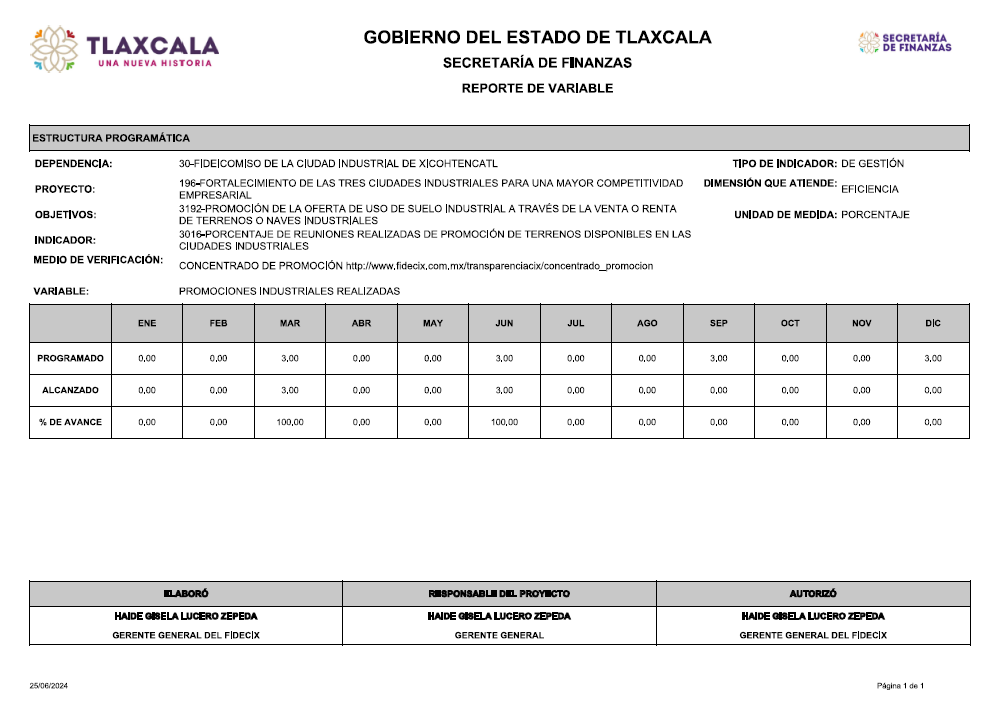 TLAXCALA
UNA NUEVA HISTORIA
GOBIERNO DEL ESTADO DE TLAXCALA
SECRETARÍA DE FINANZAS
REPORTE DE VARIABLE
SECRETARÍA
DE FINANZAS
ESTRUCTURA PROGRAMÁTICA
DEPENDENCIA: 30-FIDEICOMISO DE LA CIUDAD INDUSTRIAL DE XICOHTENCATL TIPO DE INDICADOR: DE GESTIÓN
PROYECTO: 196-FORTALECIMIENTO DE LAS TRES CIUDADES INDUSTRIALES PARA UNA MAYOR COMPETITIVIDAD DIMENSIÓN QUE ATIENDE: EFICIENCIA
EMPRESARIAL
OBJETIVOS: 3192-PROMOCIÓN DE LA OFERTA DE USO DE SUELO INDUSTRIAL A TRAVÉS DE LA VENTA O RENTA UNIDAD DE MEDIDA: PORCENTAJE
DE TERRENOS O NAVES INDUSTRIALES
INDICADOR: 3016-PORCENTAJE DE REUNIONES REALIZADAS DE PROMOCIÓN DE TERRENOS DISPONIBLES EN LAS
CIUDADES INDUSTRIALES
MEDIO DE VERIFICACIÓN: CONCENTRADO DE PROMOCIÓN http://www.fidecix.com.mx/transparenciacix/concentrado_promocion
VARIABLE: PROMOCIONES INDUSTRIALES REALIZADAS
ENE FEB MAR ABR MAY JUN JUL AGO SEP OCT NOV DIC
PROGRAMADO 0.00 0.00 3.00 0.00 0.00 3.00 0.00 0.00 3.00 0.00 0.00 3.00
ALCANZADO 0.00 0.00 3.00 0.00 0.00 3.00 0.00 0.00 0.00 0.00 0.00 0.00
% DE AVANCE 0.00 0.00 100.00 0.00 0.00 100.00 0.00 0.00 0.00 0.00 0.00 0.00
ELABORÓ RESPONSABLE DEL PROYECTO AUTORIZÓ
HAIDE GISELA LUCERO ZEPEDA HAIDE GISELA LUCERO ZEPEDA HAIDE GISELA LUCERO ZEPEDA
GERENTE GENERAL DEL FIDECIX GERENTE GENERAL GERENTE GENERAL DEL FIDECIX
25/06/2024 Página 1 de 1